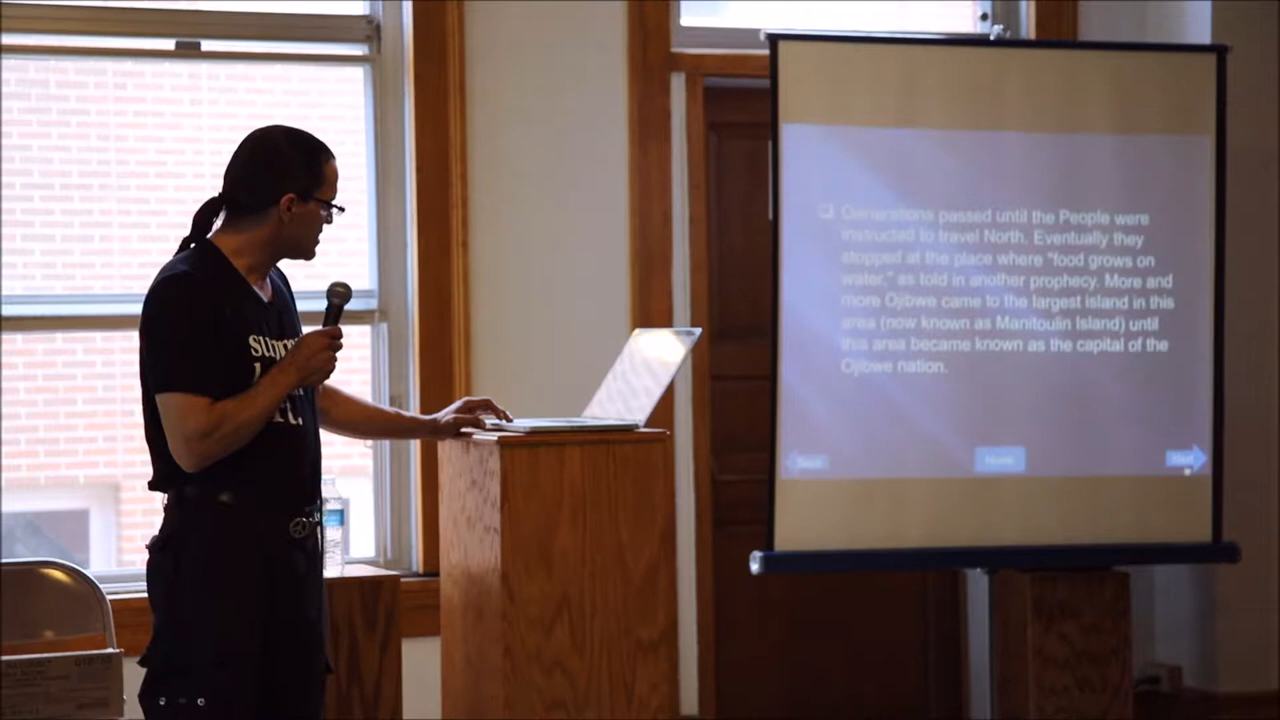 Generations passed until the People were
instructed to travel North. Eventually they
stopped at the place where "food grows on
water," as told in another prophecy. More and
more Ojibwe came to the largest island in this
area (now known as Manitoulin Island) until
this area became known as the capital of the
Ojibwe nation.
Back
Home
Next